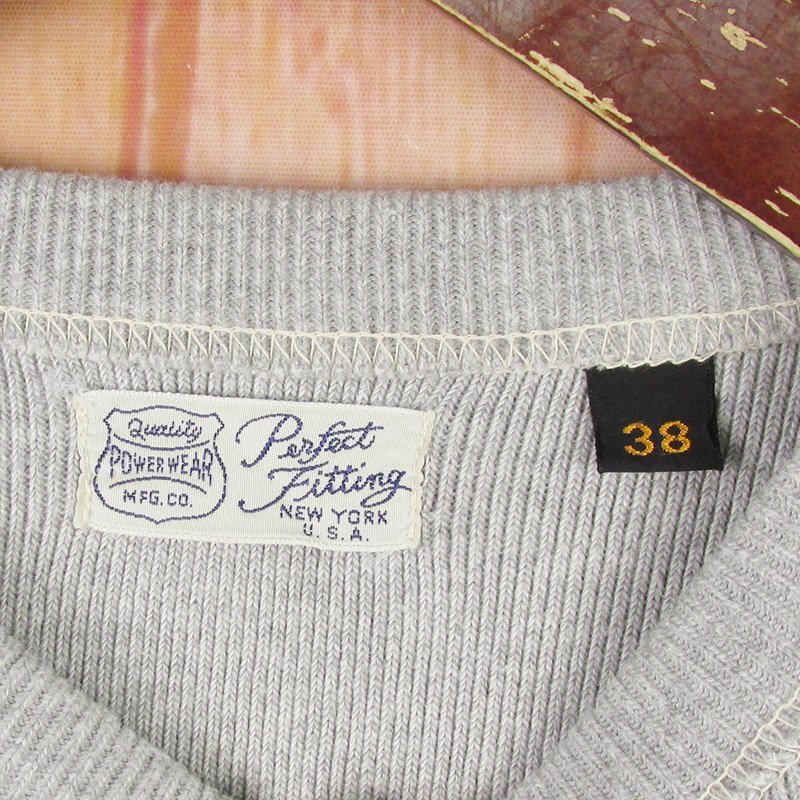 Quality
POWERWEAR
MFG.CO.
Perfect
Fitting
NEW YORK
U.S.A.
38